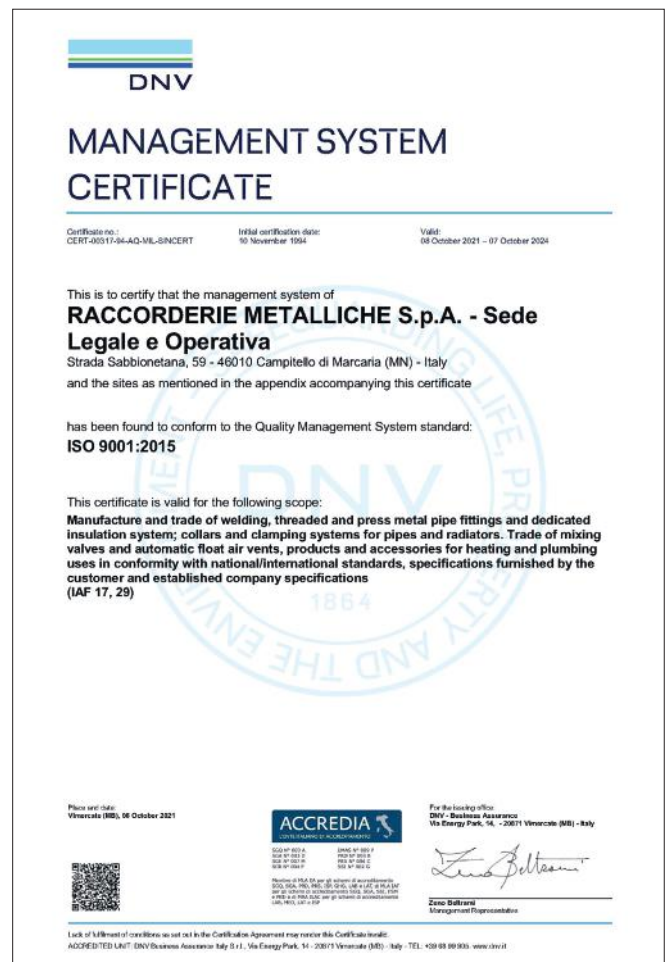 DNV
MANAGEMENT SYSTEM
CERTIFICATE
Certificate no.:
CERT-00317-94-AQ-MIL-SINCERT
Initial certification date:
10 November 1994
Valid:
08 October 2021 – 07 October 2024
This is to certify that the management system of
RACCORDERIE METALLICHE S.p.A. - Sede
Legale e Operativa
Strada Sabbionetana, 59 - 46010 Campitello di Marcaria (MN) - Italy
and the sites as mentioned in the appendix accompanying this certificate
has been found to conform to the Quality Management System standard:
ISO 9001:2015
This certificate is valid for the following scope:
Manufacture and trade of welding, threaded and press metal pipe fittings and dedicated
insulation system; collars and clamping systems for pipes and radiators. Trade of mixing
valves and automatic float air vents, products and accessories for heating and plumbing
uses in conformity with national/international standards, specifications furnished by the
customer and established company specifications
(IAF 17, 29)
DNV
1864
Place and date:
Vimercate (MB), 06 October 2021
ACCREDIA
L'ENTE ITALIANO DI ACCREDITAMENTO
For the issuing office:
DNV - Business Assurance
Via Energy Park, 14, - 20871 Vimercate (MB) - Italy
Zeno Beltrami
Zeno Beltrami
Management Representative
Lack of fulfilment of conditions as set out in the Certification Agreement may render this Certificate invalid.
ACCREDITED UNIT: DNV Business Assurance Italy S.r.l., Via Energy Park, 14 - 20871 Vimercate (MB) - Italy - TEL: +39 68 99 905. www.dnv.it